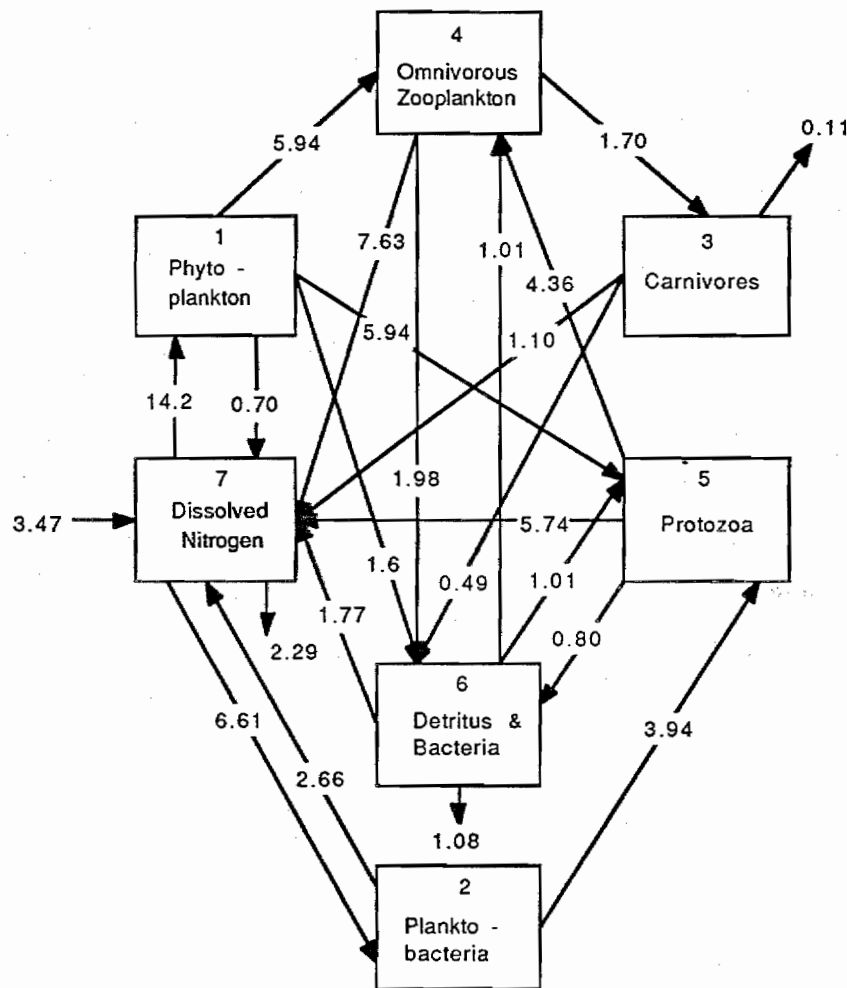 4
Omnivorous
Zooplankton
0.11
5.94
1.70
1
Phyto -
plankton
7.63
1.01
3
Carnivores
4.36
5.94
1.10
14.2
0.70
7
Dissolved
Nitrogen
1.98
5
Protozoa
3.47
5.74
1.6
0.49
1.01
1.77
0.80
2.29
6
Detritus &
Bacteria
6.61
3.94
2.66
1.08
2
Plankto -
bacteria